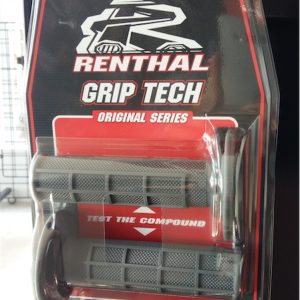 RENTHAL
GRIP TECH
ORIGINAL SERIES
TEST THE COMPOUND